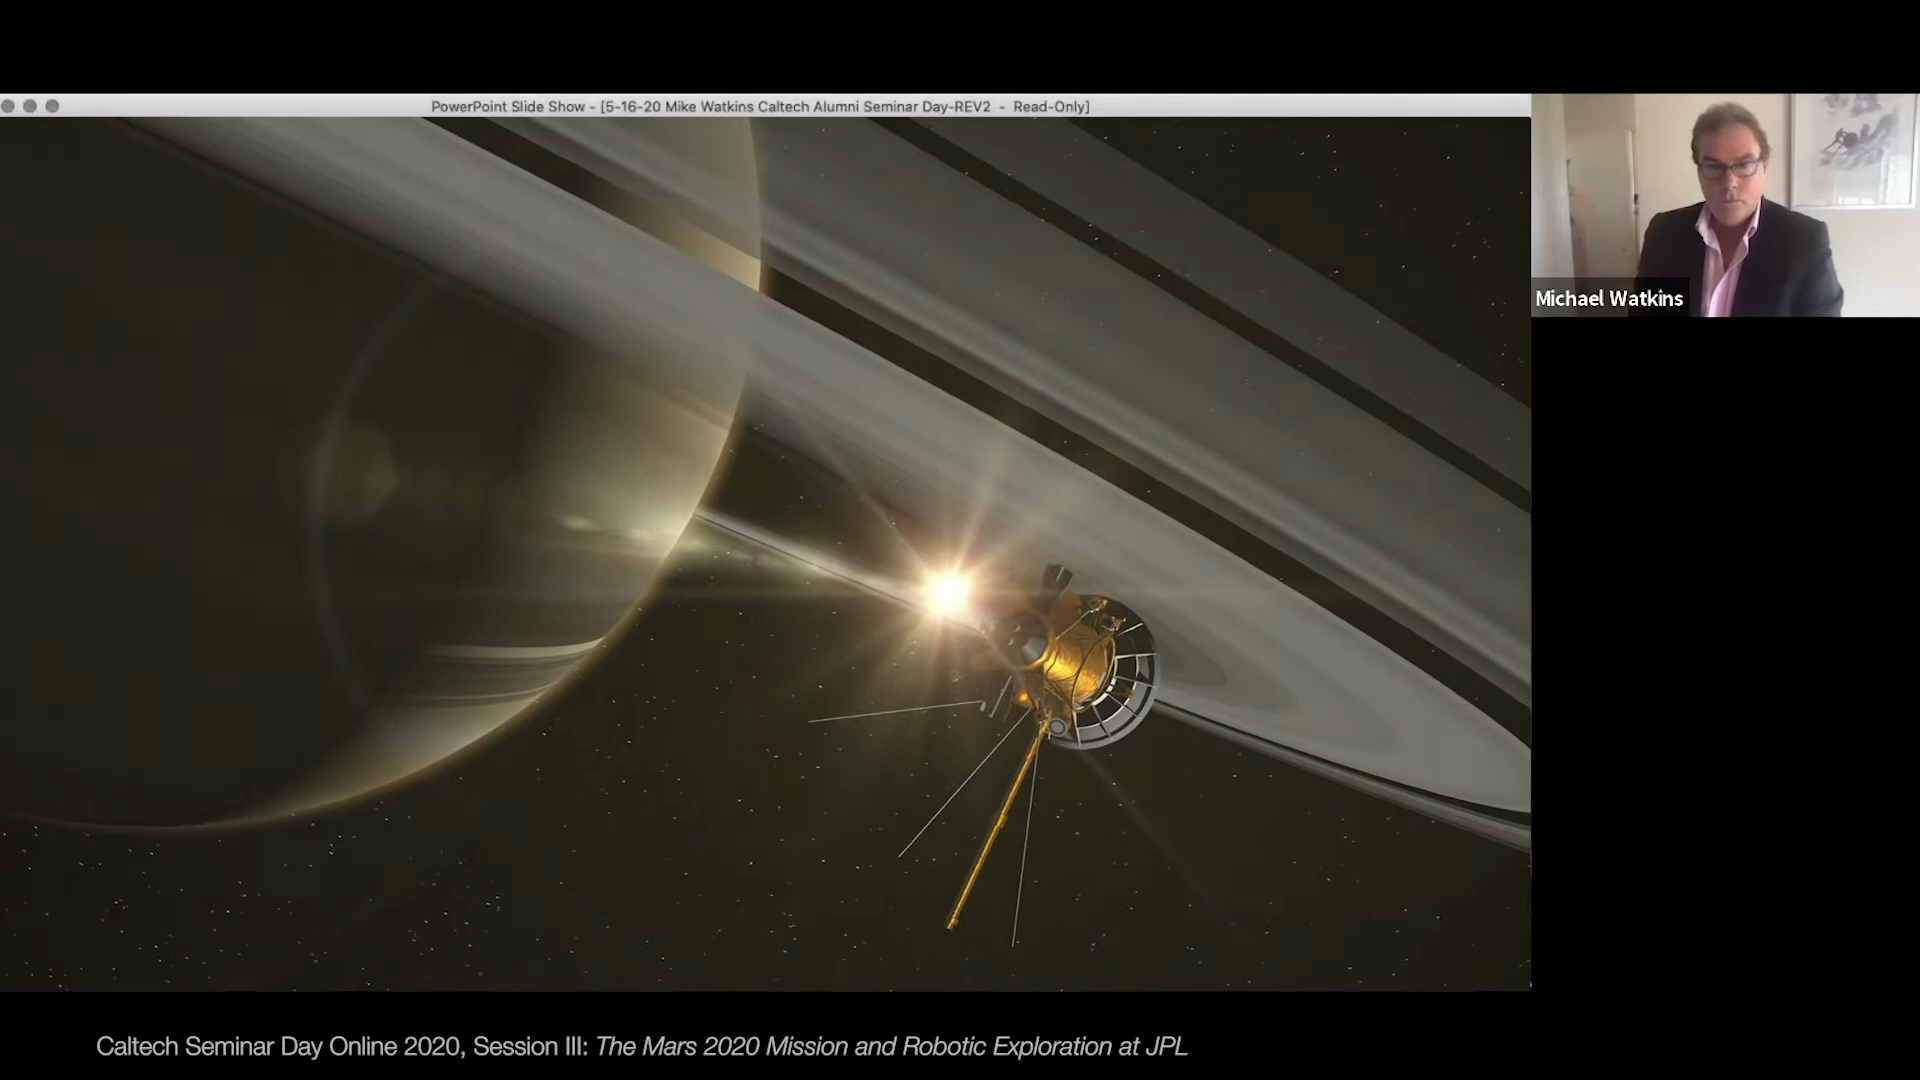 PowerPoint Slide Show - [5-16-20 Mike Watkins Caltech Alumni Seminar Day-REV2 - Read-Only]
Michael Watkins
Caltech Seminar Day Online 2020, Session III: The Mars 2020 Mission and Robotic Exploration at JPL